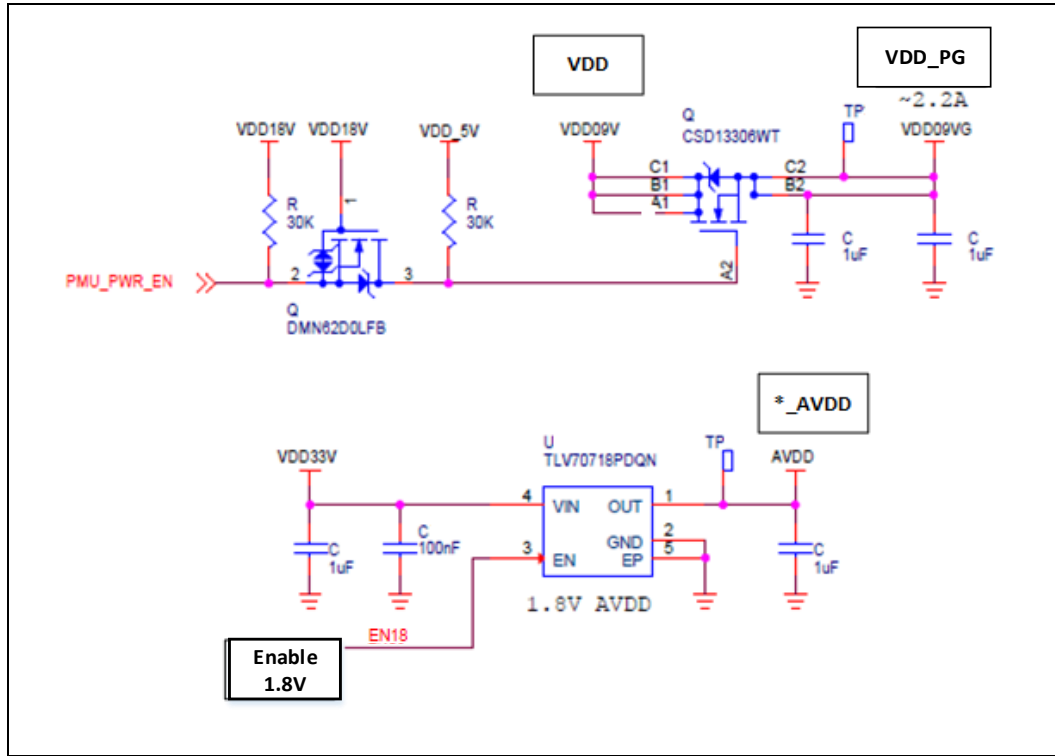 VDD
VDD_PG
~2.2A
VDD18V
VDD18V
VDD_5V
VDD09V
Q
CSD13306WT
TP
VDD09VG
C1
B1
A1
C2
B2
A2
R
30K
1
R
30K
C
1uF
C
1uF
PMU_PWR_EN
2
3
Q
DMN62D0LFB
*_AVDD
VDD33V
U
TLV70718PDQN
TP
AVDD
4
VIN
OUT
1
GND
2
3
EN
EP
5
C
1uF
C
100nF
C
1uF
1.8V AVDD
EN18
Enable
1.8V